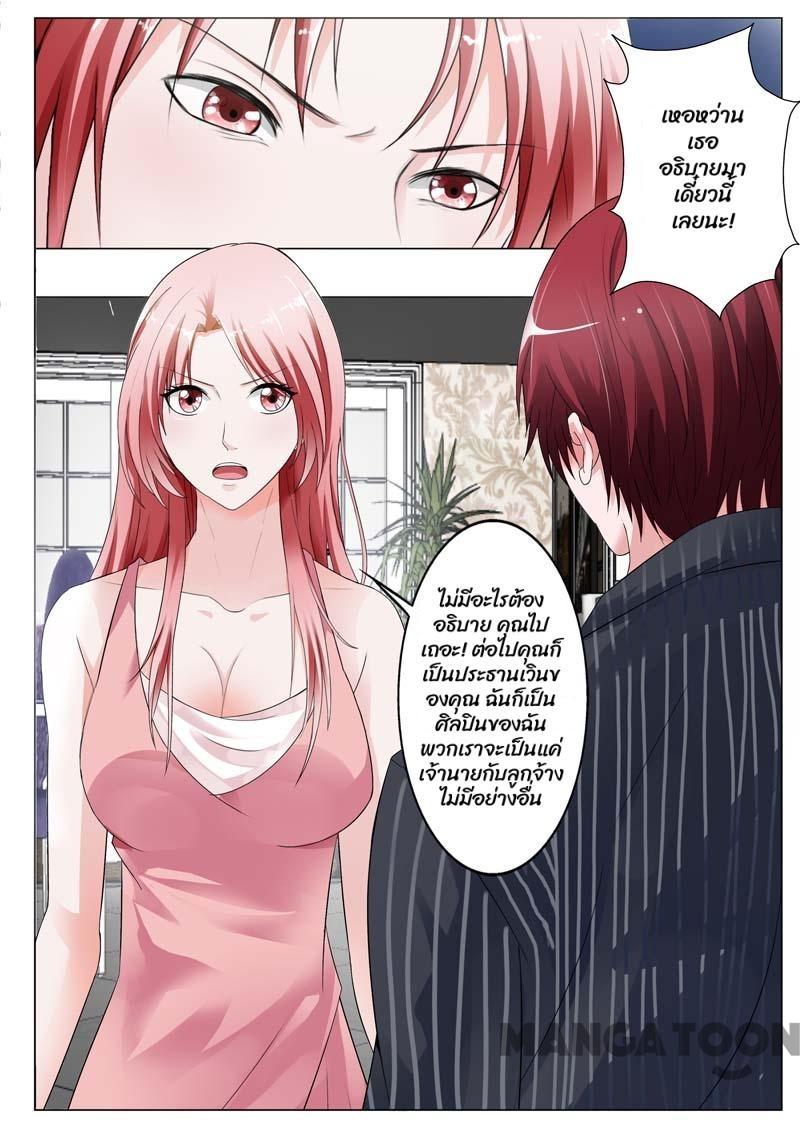 เหอหว่าน
เธอ
อธิบายมา
เดี๋ยวนี้
เลยนะ!
ไม่มีอะไรต้อง
อธิบาย คุณไป
เถอะ! ต่อไปคุณก็
เป็นประธานเวินข
องคุณ ฉันก็เป็น
ศิลปินของฉัน
พวกเราจะเป็นแค่
เจ้านายกับลูกจ้าง
ไม่มีอย่างอื่น
MANGATOON